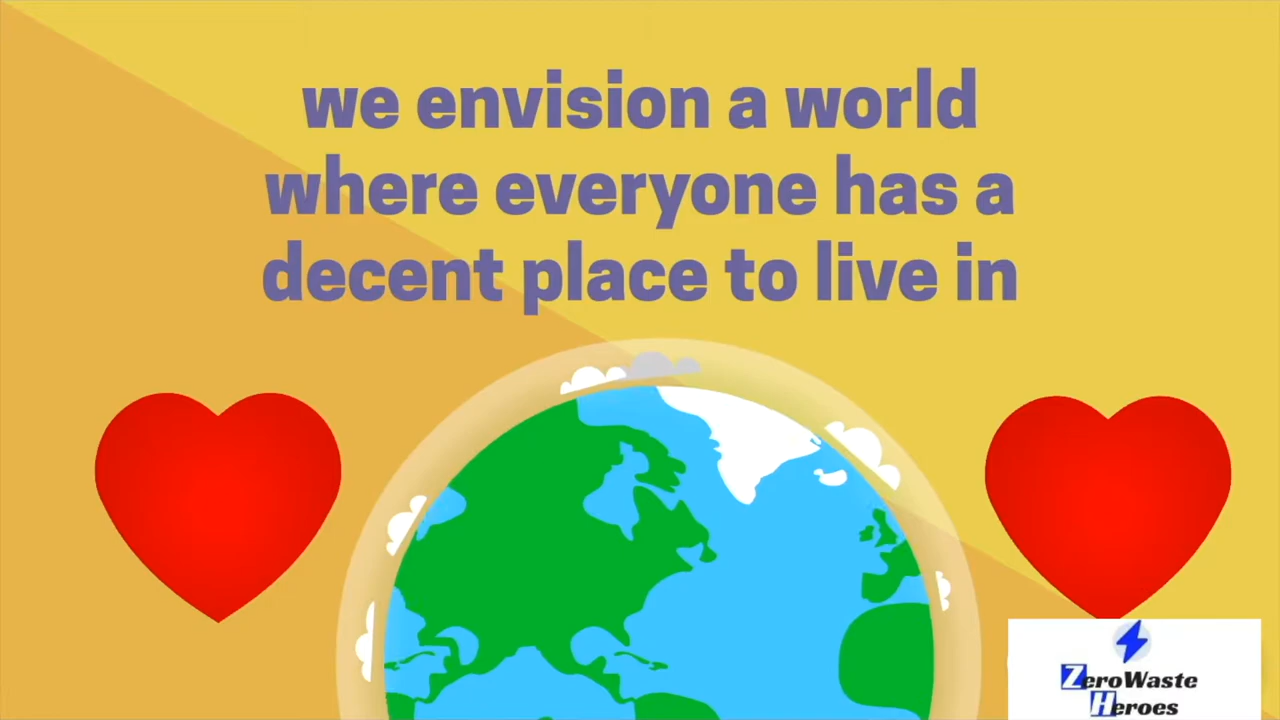 we envision a world
where everyone has a
decent place to live in
ZeroWaste
Heroes